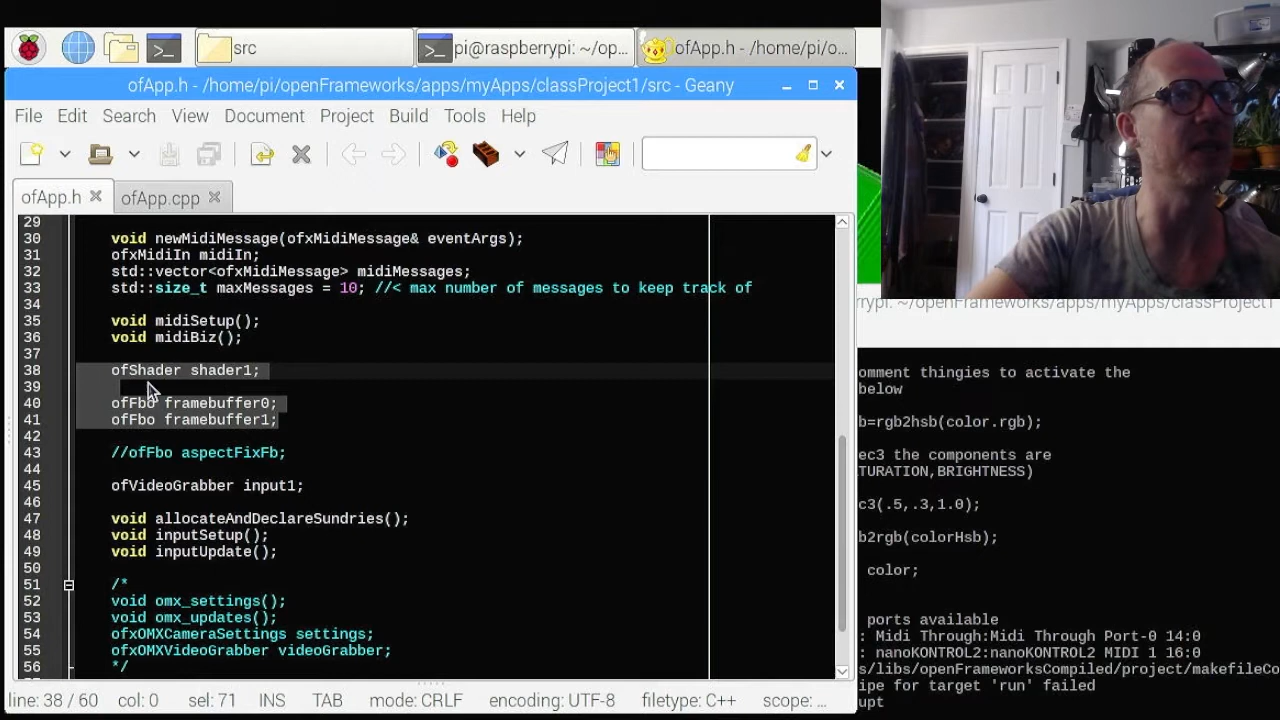 src
pi@raspberrypi: ~/op...
ofApp.h - /home/pi/o...
ofApp.h - /home/pi/openFrameworks/apps/myApps/classProject1/src - Geany
File Edit Search View Document Project Build Tools Help
ofApp.h
ofApp.cpp
29
30 void newMidiMessage(ofxMidiMessage& eventArgs);
31 ofxMidiIn midiIn;
32 std::vector<ofxMidiMessage> midiMessages;
33 std::size_t maxMessages = 10; //< max number of messages to keep track of
34
35 void midiSetup();
36 void midiBiz();
37
38 ofShader shader1;
39
40 ofFbo framebuffer0;
41 ofFbo framebuffer1;
42
43 //ofFbo aspectFixFb;
44
45 ofVideoGrabber input1;
46
47 void allocateAndDeclareSundries();
48 void inputSetup();
49 void inputUpdate();
50
51 /*
52 void omx_settings();
53 void omx_updates();
54 ofxOMXCameraSettings settings;
55 ofxOMXVideoGrabber videoGrabber;
56 */
line: 38 / 60 col: 0 sel: 71 INS TAB mode: CRLF encoding: UTF-8 filetype: C++ scope: ...
rrypi: ~/openFrameworks/apps/myApps/classProject1
omment thingies to activate the
below
b=rgb2hsb(color.rgb);
ec3 the components are
TURATION,BRIGHTNESS)
c3(.5,.3,1.0);
b2rgb(colorHsb);
color;
ports available
: Midi Through:Midi Through Port-0 14:0
: nanoKONTROL2:nanoKONTROL2 MIDI 1 16:0
s/libs/openFrameworksCompiled/project/makefileCo
ipe for target 'run' failed
upt